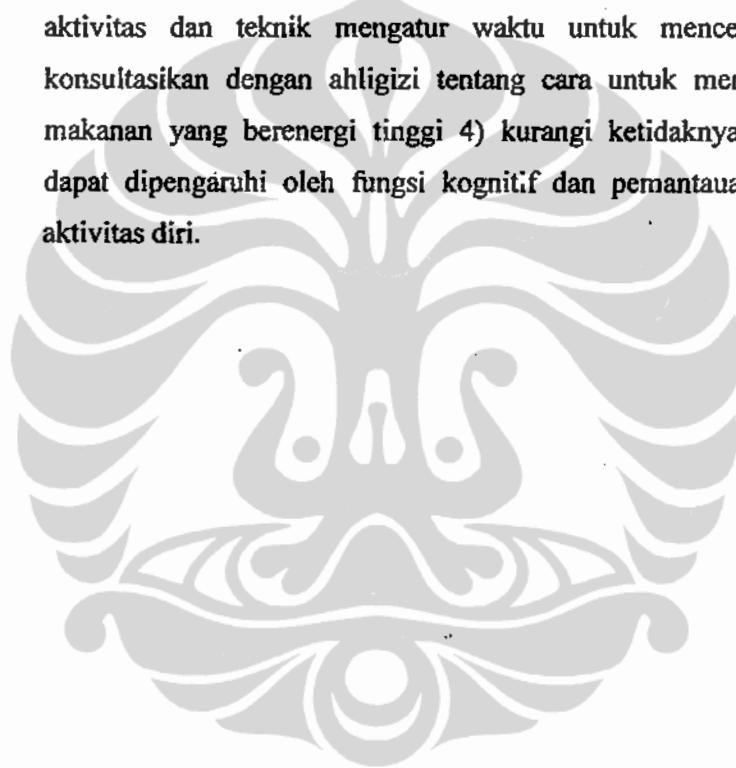 aktivitas dan teknik mengatur waktu untuk mence
konsultasikan dengan ahligizi tentang cara untuk me
makanan yang berenergi tinggi 4) kurangi ketidaknya
dapat dipengaruhi oleh fungsi kognitif dan pemantaua
aktivitas diri.